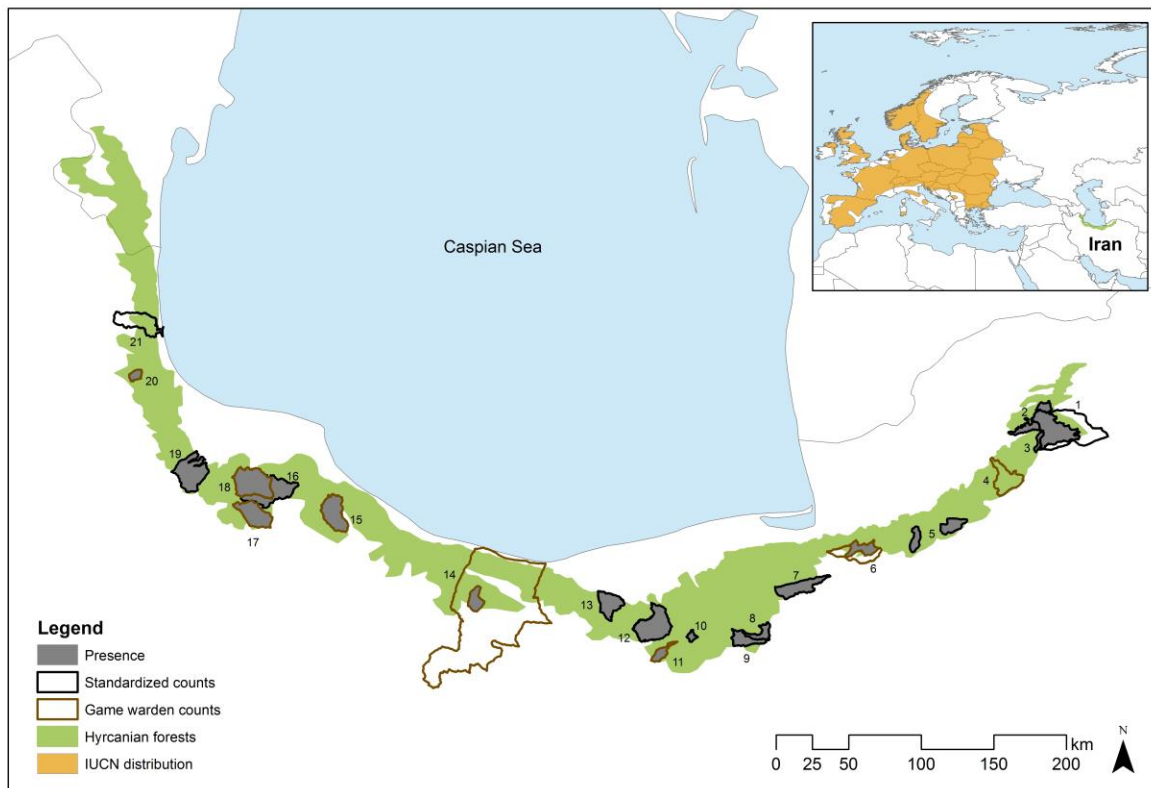 Iran
Caspian Sea
21
20
19
18
16
17
15
14
13
12
11
10
9
8
7
6
5
4
3
2
1
Legend
Presence
Standardized counts
Game warden counts
Hyrcanian forests
IUCN distribution
km
0 25 50 100 150 200
N